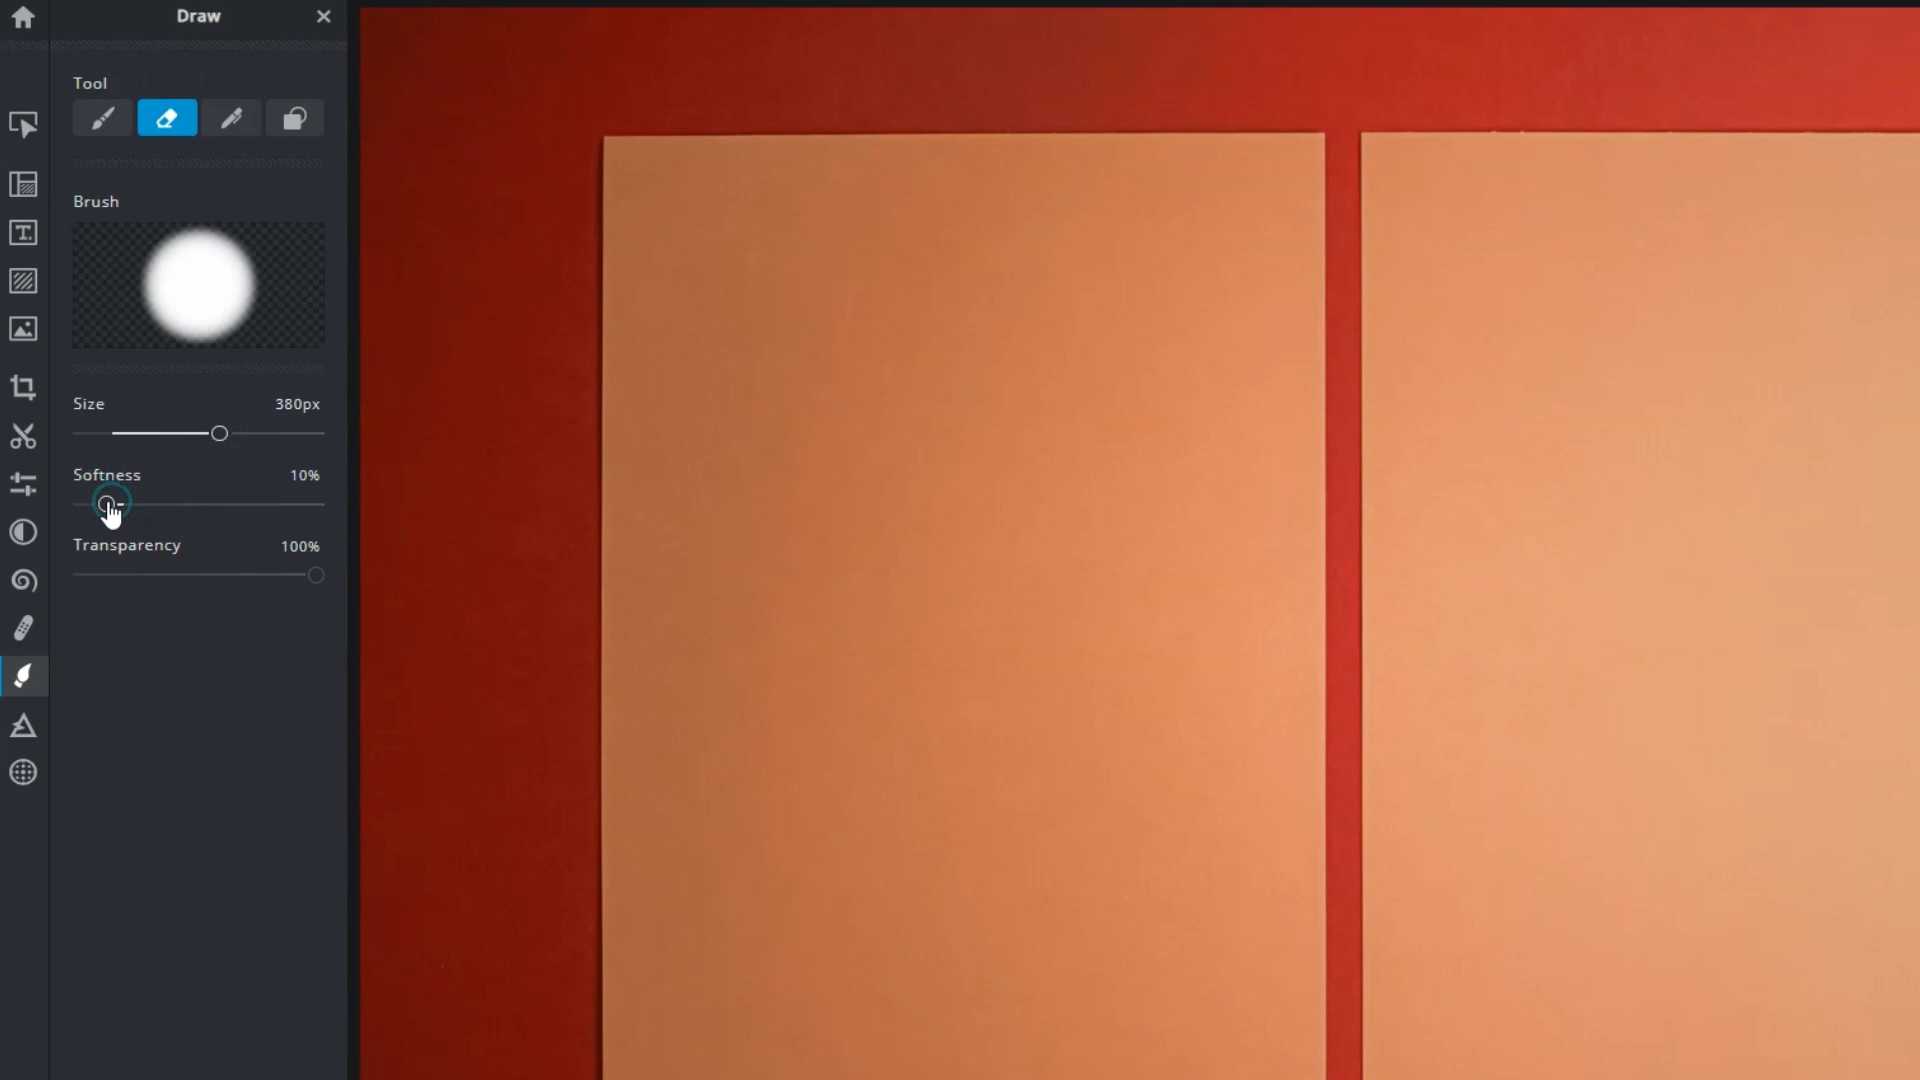 Draw
Tool
Brush
Size 380px
Softness 10%
Transparency 100%